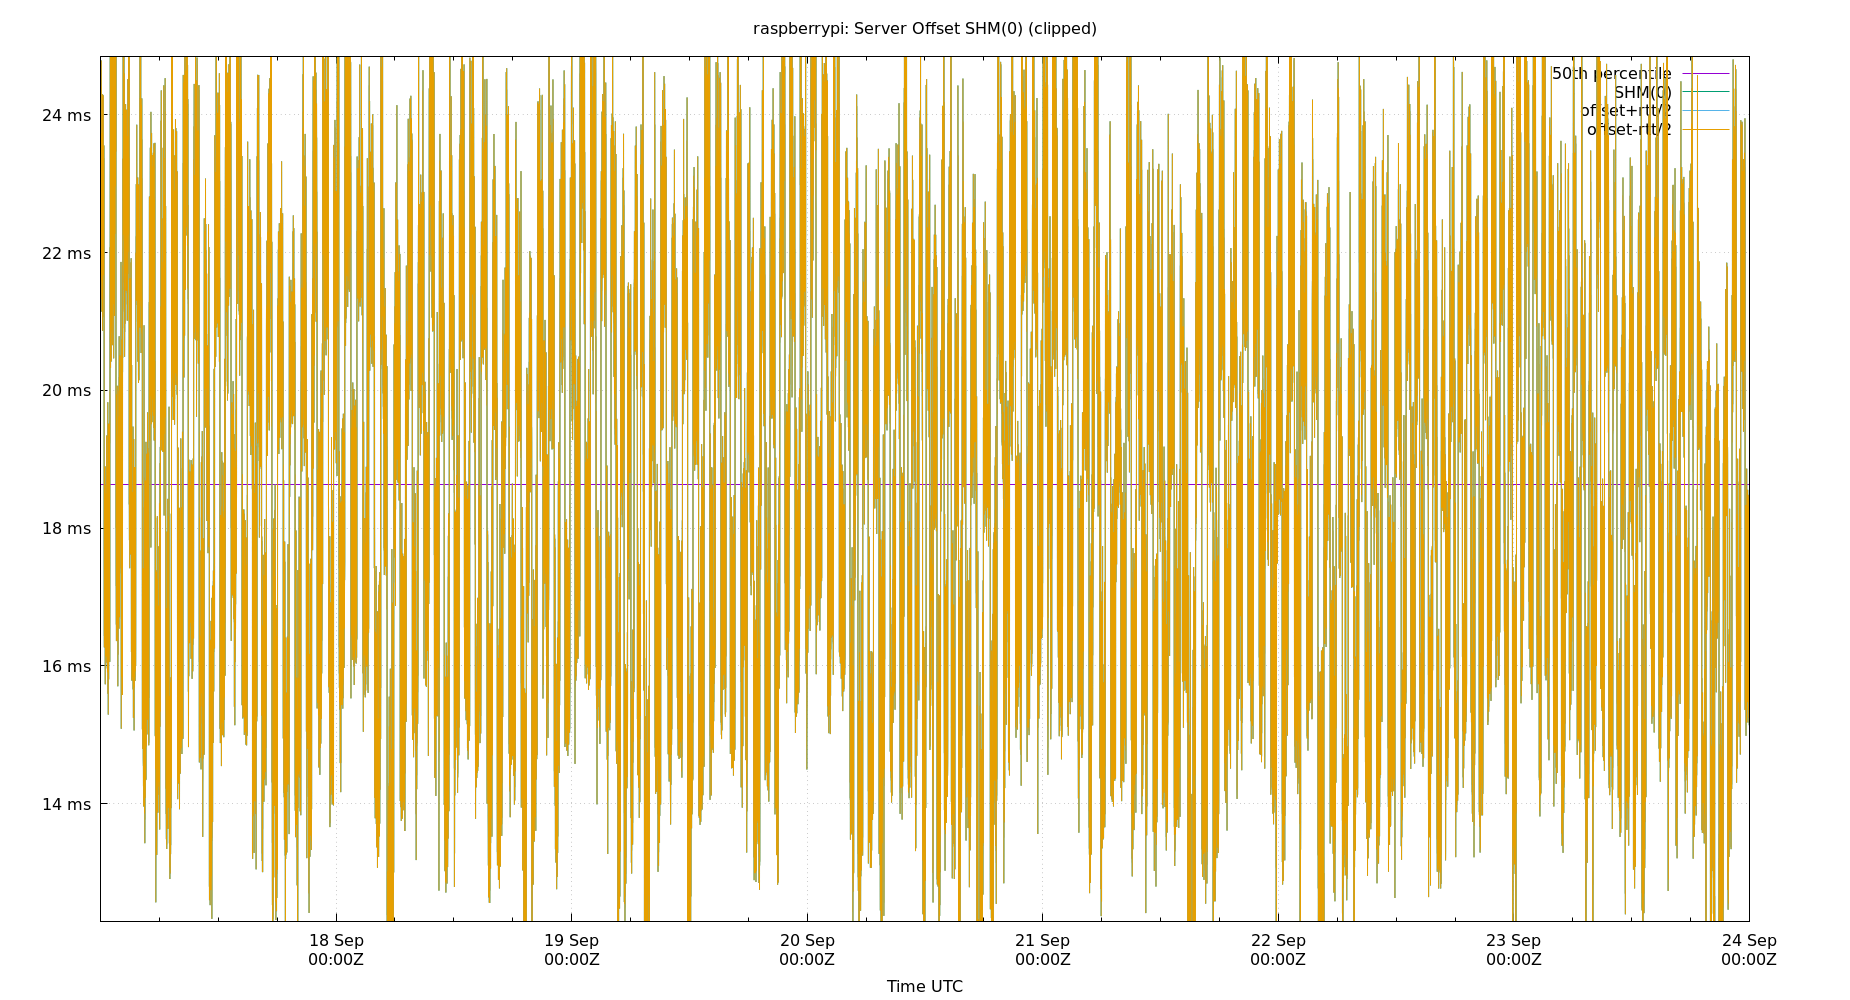 raspberrypi: Server Offset SHM(0) (clipped)
50th percentile
SHM(0)
offset+rtt/2
offset-rtt/2
24 ms
22 ms
20 ms
18 ms
16 ms
14 ms
18 Sep 19 Sep 20 Sep 21 Sep 22 Sep 23 Sep 24 Sep
00:00Z 00:00Z 00:00Z 00:00Z 00:00Z 00:00Z 00:00Z
Time UTC